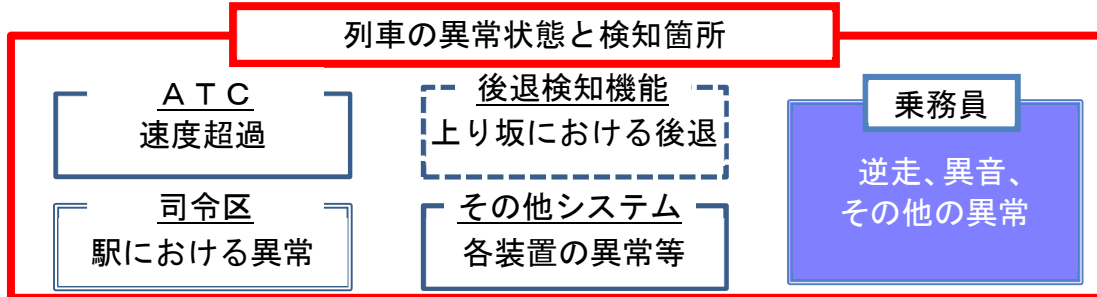 列車の異常状態と検知箇所
ＡＴＣ
速度超過
後退検知機能
上り坂における後退
乗務員
逆走、異音、
その他の異常
司令区
駅における異常
その他システム
各装置の異常等